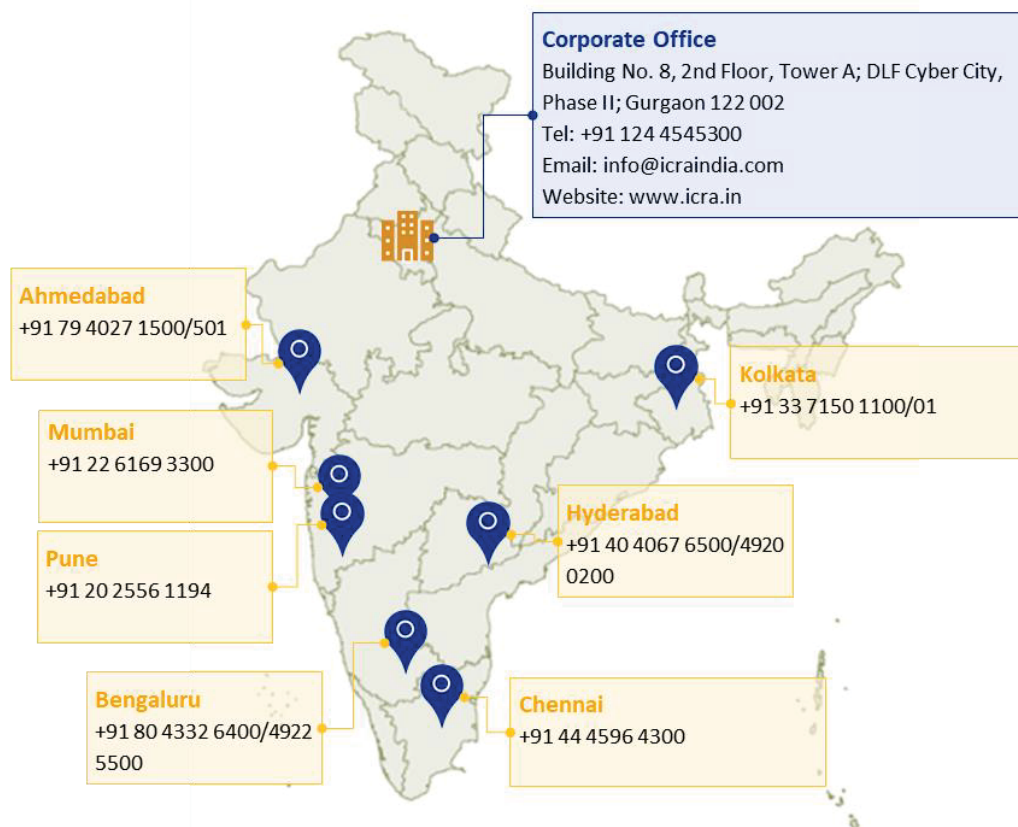 Corporate Office
Building No. 8, 2nd Floor, Tower A; DLF Cyber City,
Phase II; Gurgaon 122 002
Tel: +91 124 4545300
Email: info@icraindia.com
Website: www.icra.in
Ahmedabad
+91 79 4027 1500/501
Kolkata
+91 33 7150 1100/01
Mumbai
+91 22 6169 3300
Hyderabad
+91 40 4067 6500/4920
0200
Pune
+91 20 2556 1194
Bengaluru
+91 80 4332 6400/4922
5500
Chennai
+91 44 4596 4300